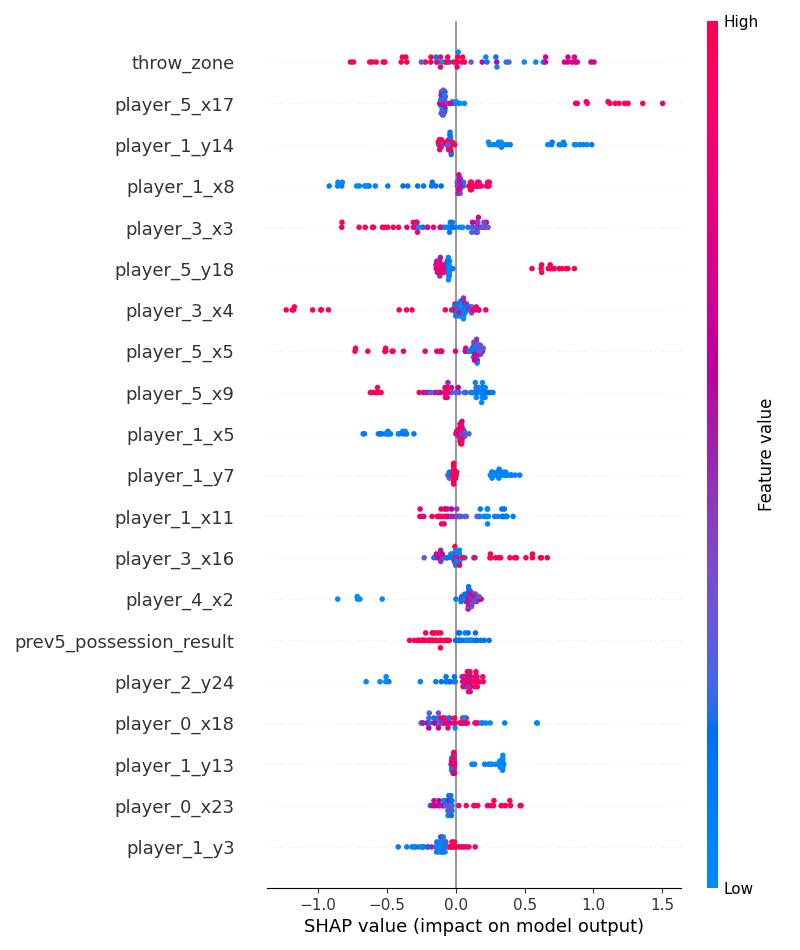 High
throw_zone
player_5_x17
player_1_y14
player_1_x8
player_3_x3
player_5_y18
player_3_x4
player_5_x5
player_5_x9
player_1_x5
player_1_y7
player_1_x11
player_3_x16
player_4_x2
prev5_possession_result
player_2_y24
player_0_x18
player_1_y13
player_0_x23
player_1_y3
Feature value
Low
−1.0 −0.5 0.0 0.5 1.0 1.5
SHAP value (impact on model output)